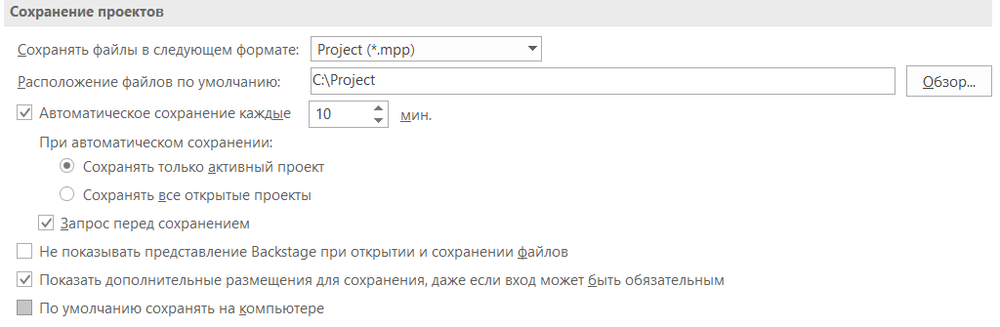 Сохранение проектов
Сохранять файлы в следующем формате: Project (*.mpp)
Расположение файлов по умолчанию: C:\Project Обзор...
Автоматическое сохранение каждые 10 мин.
При автоматическом сохранении:
Сохранять только активный проект
Сохранять все открытые проекты
Запрос перед сохранением
Не показывать представление Backstage при открытии и сохранении файлов
Показать дополнительные размещения для сохранения, даже если вход может быть обязательным
По умолчанию сохранять на компьютере